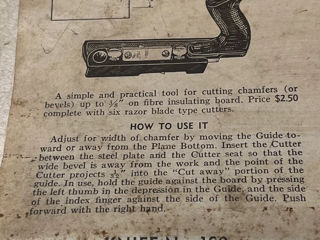 A simple and practical tool for cutting chamfers (or
bevels) up to ½" on fibre insulating board. Price $2.50
complete with six razor blade type cutters.
HOW TO USE IT
Adjust for width of chamfer by moving the Guide to-
ward or away from the Plane Bottom. Insert the Cutter
between the steel plate and the Cutter seat so that the
wide bevel is away from the work and the point of the
Cutter projects 1/32" into the "Cut away" portion of the
guide. In use, hold the guide against the board by pressing
the left thumb in the depression in the Guide, and the side
of the index finger against the side of the Guide. Push
forward with the right hand.